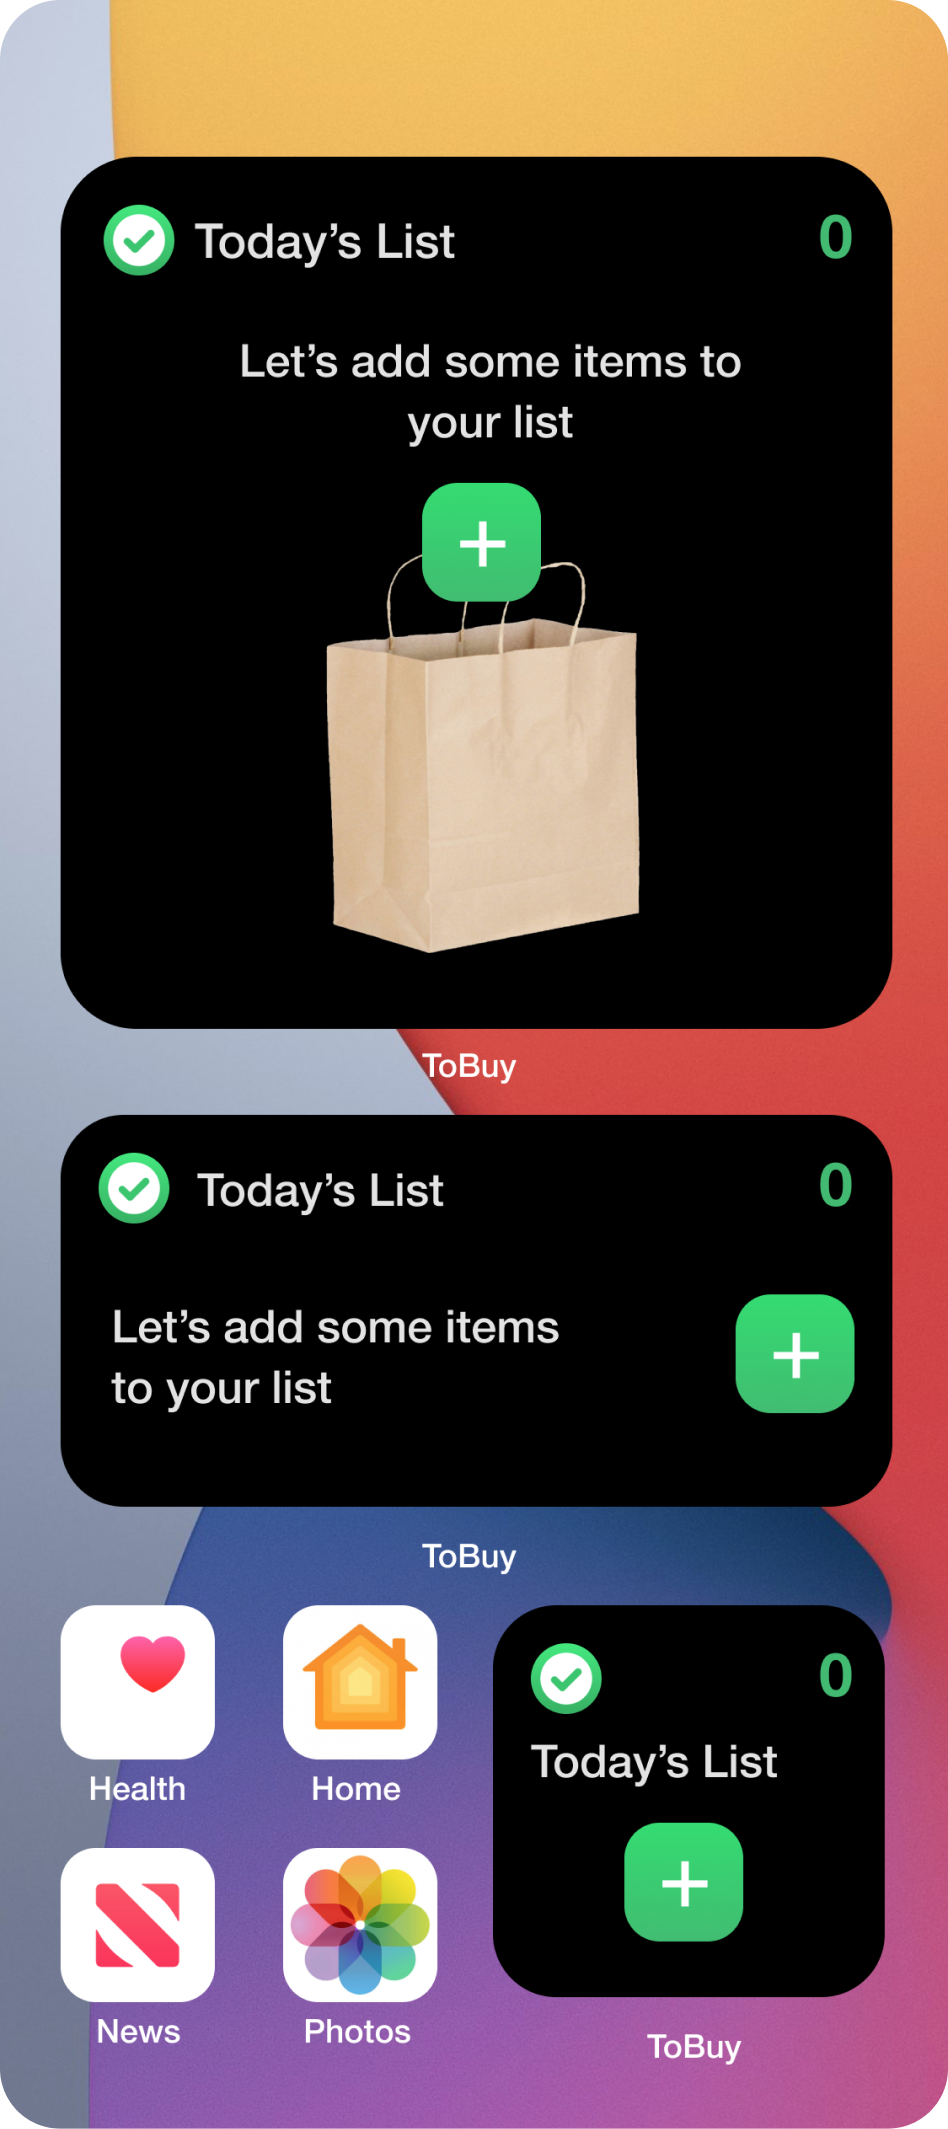 Today’s List
0
Let’s add some items to
your list
ToBuy
Today’s List
0
Let’s add some items
to your list
ToBuy
Health
Home
News
Photos
0
Today’s List
ToBuy